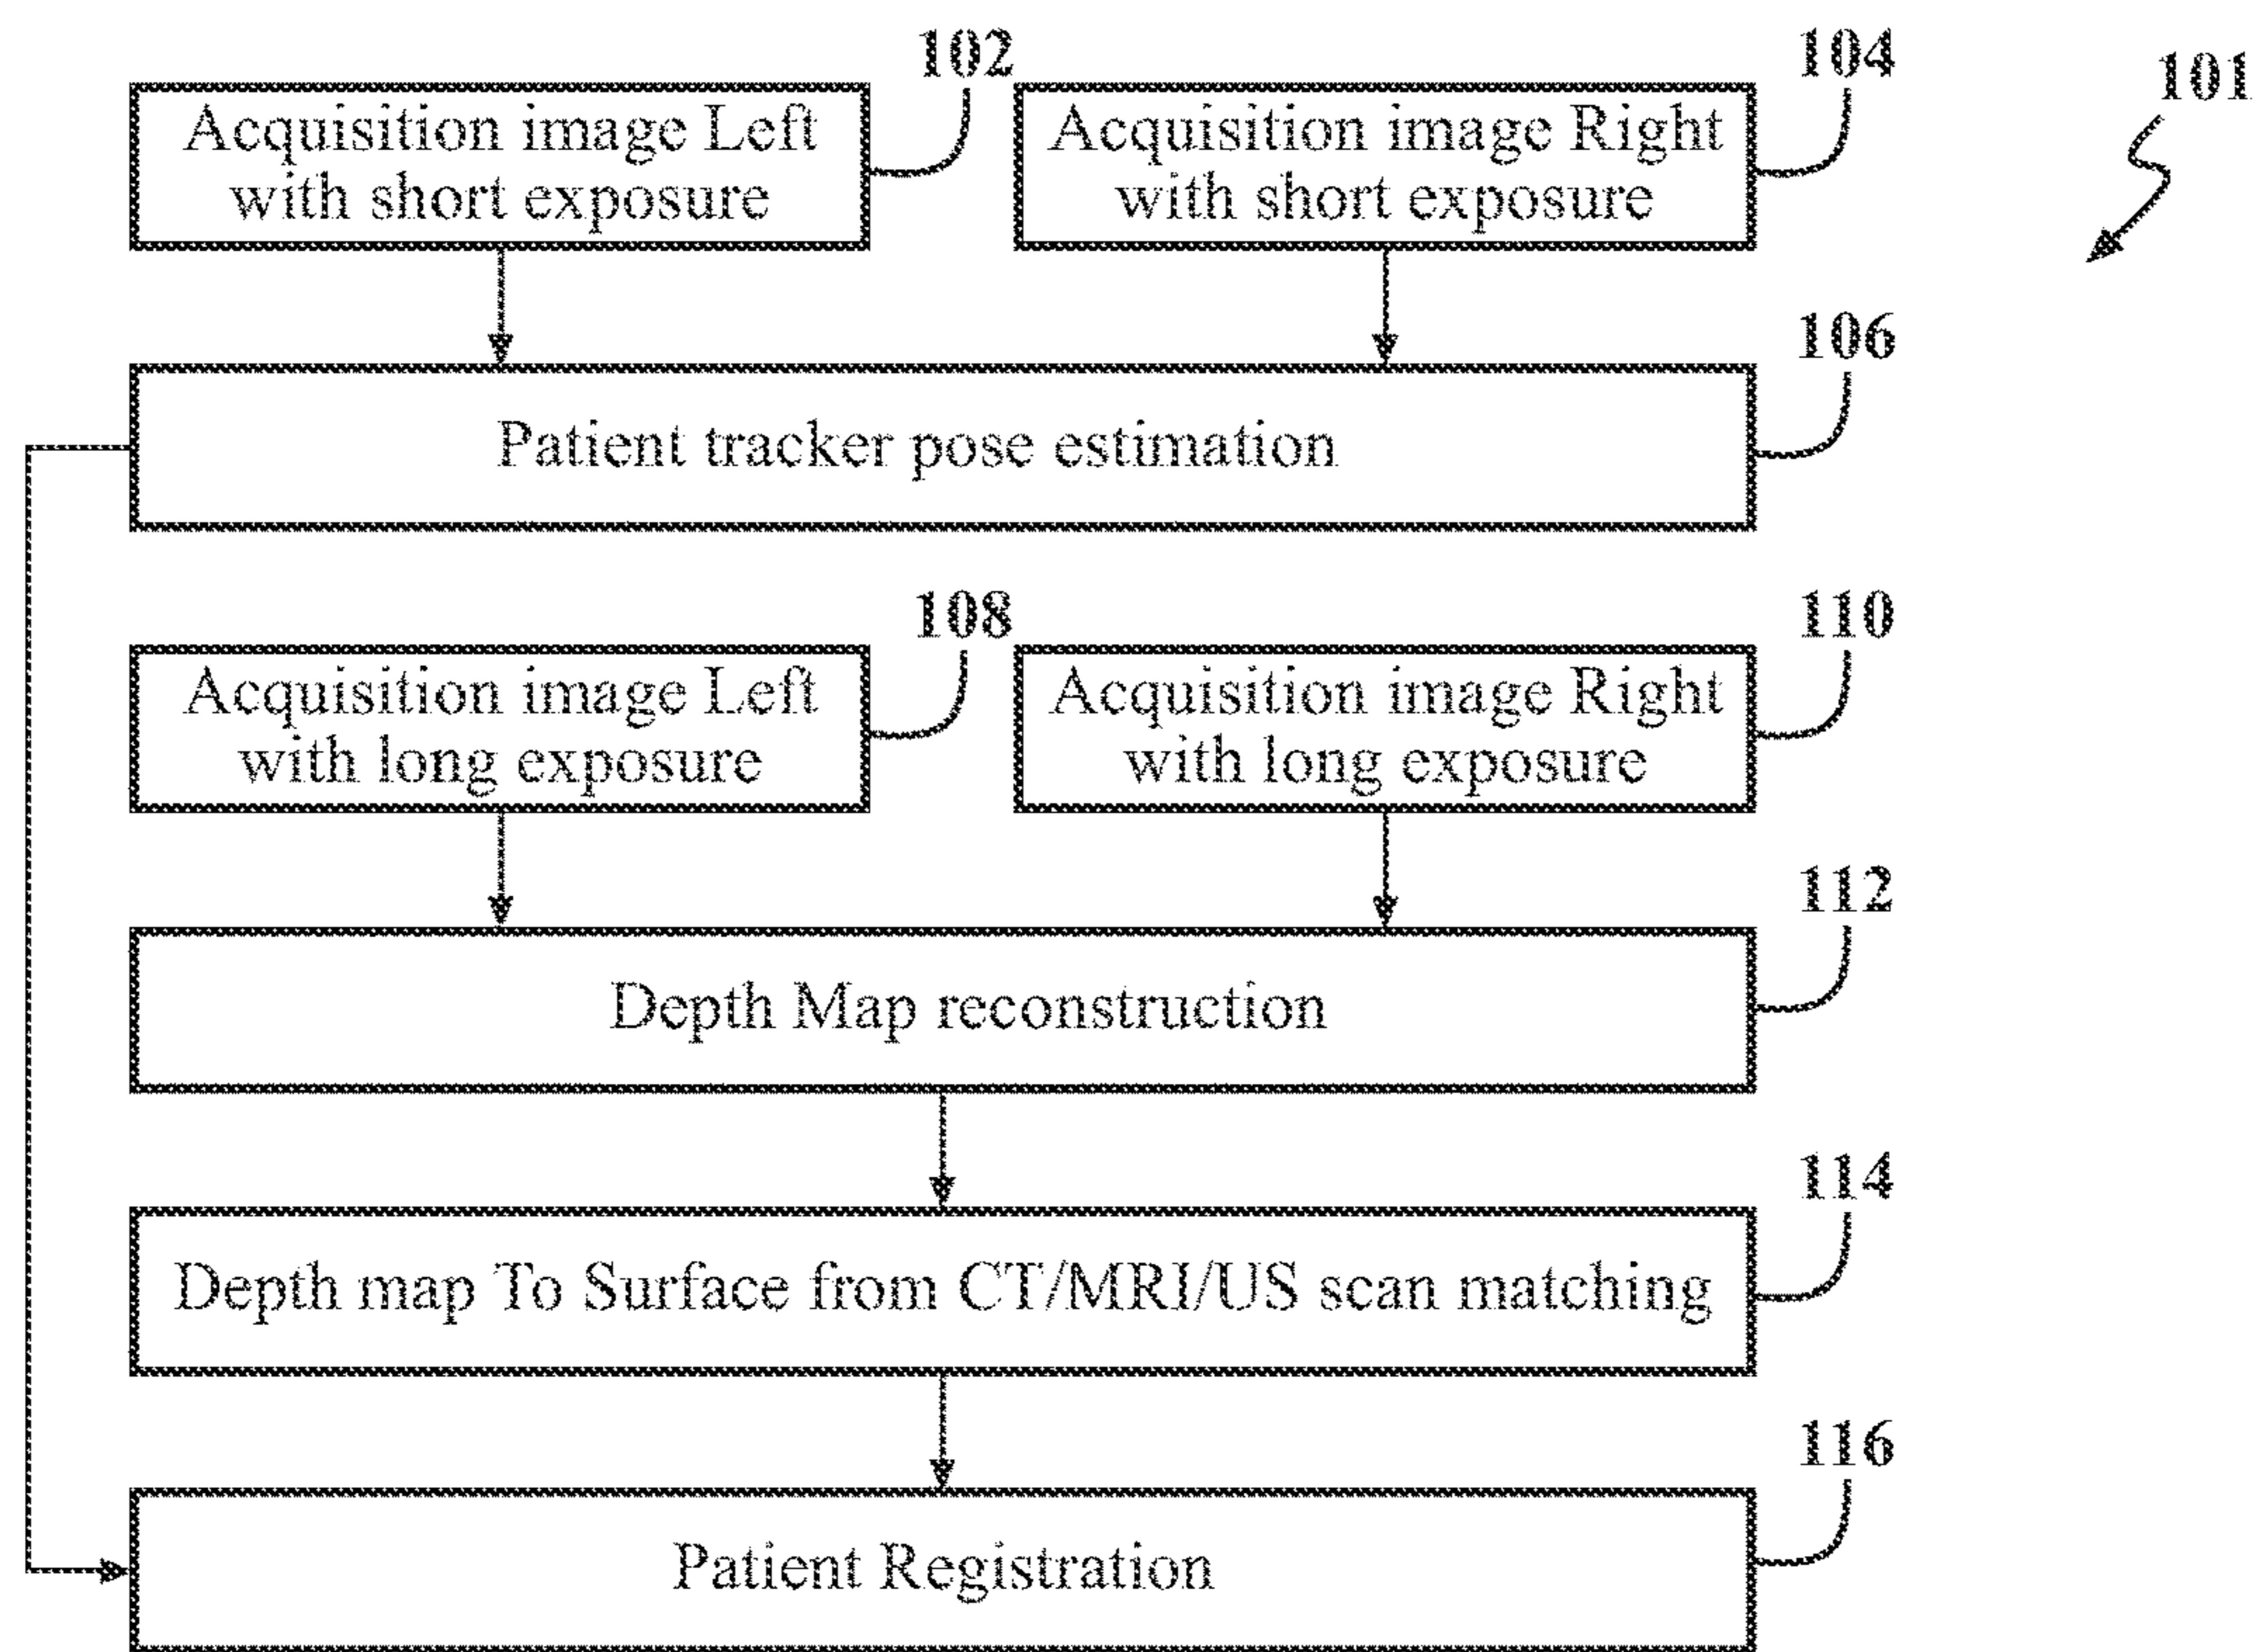 102
104
101
Acquisition image Left
with short exposure
Acquisition image Right
with short exposure
106
Patient tracker pose estimation
108
110
Acquisition image Left
with long exposure
Acquisition image Right
with long exposure
112
Depth Map reconstruction
114
Depth map To Surface from CT/MRI/US scan matching
116
Patient Registration